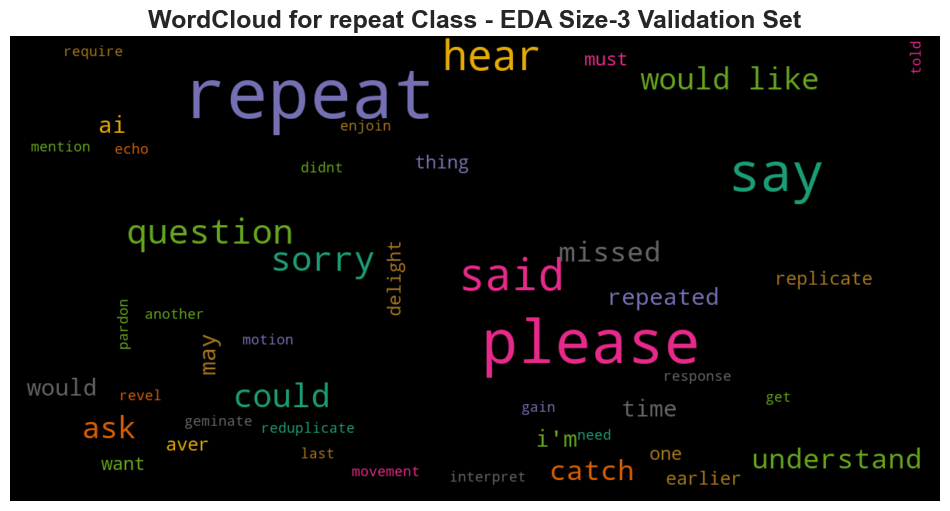 WordCloud for repeat Class - EDA Size-3 Validation Set
require
hear
must
told
repeat
would like
ai
enjoin
mention
echo
didnt
thing
say
question
sorry
delight
missed
said
replicate
repeated
pardon
another
may
motion
please
response
would
revel
could
gain
time
get
ask
geminate
reduplicate
i'm
need
aver
want
last
one
understand
movement
interpret
catch
earlier